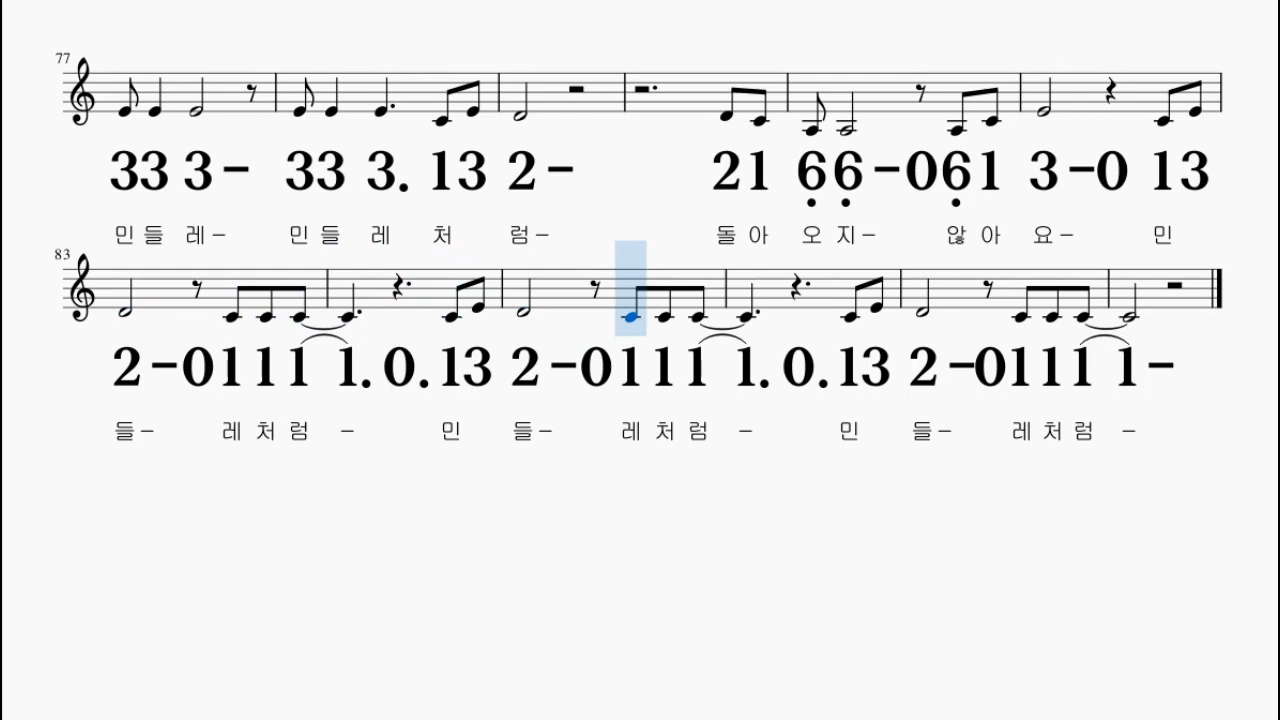 77
33 3– 33 3. 13 2– 21 66–061 3–0 13
민 들 레– 민 들 레 처 럼– 돌 아 오 지– 않 아 요– 민
83
2–0111 1.0.13 2–0111 1.0.13 2–0111 1–
들– 레 처 럼 – 민 들– 레 처 럼 – 민 들– 레 처 럼 –